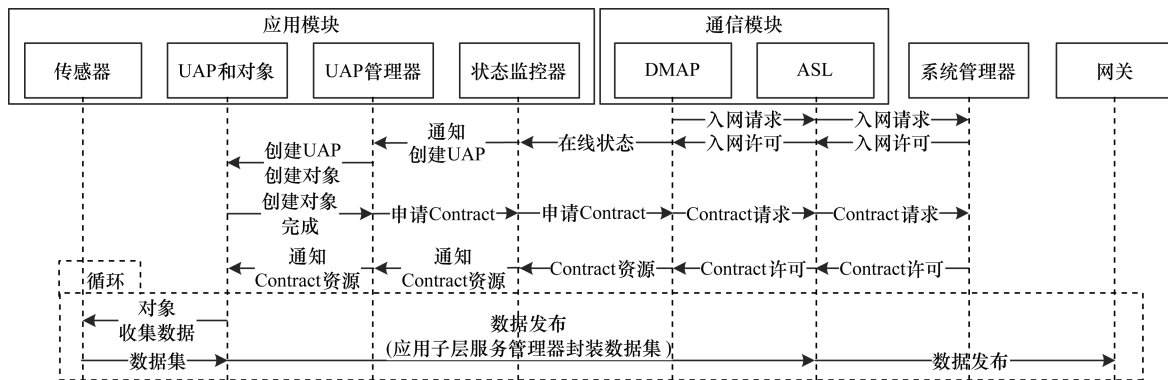 应用模块
通信模块
传感器
UAP和对象
UAP管理器
状态监控器
DMAP
ASL
系统管理器
网关
入网请求
入网请求
通知
创建UAP
在线状态
入网许可
入网许可
创建UAP
创建对象
创建对象
完成
申请Contract
申请Contract
Contract请求
Contract请求
通知
Contract资源
通知
Contract资源
Contract资源
Contract许可
Contract许可
循环
对象
收集数据
数据发布
(应用子层服务管理器封装数据集)
数据集
数据发布